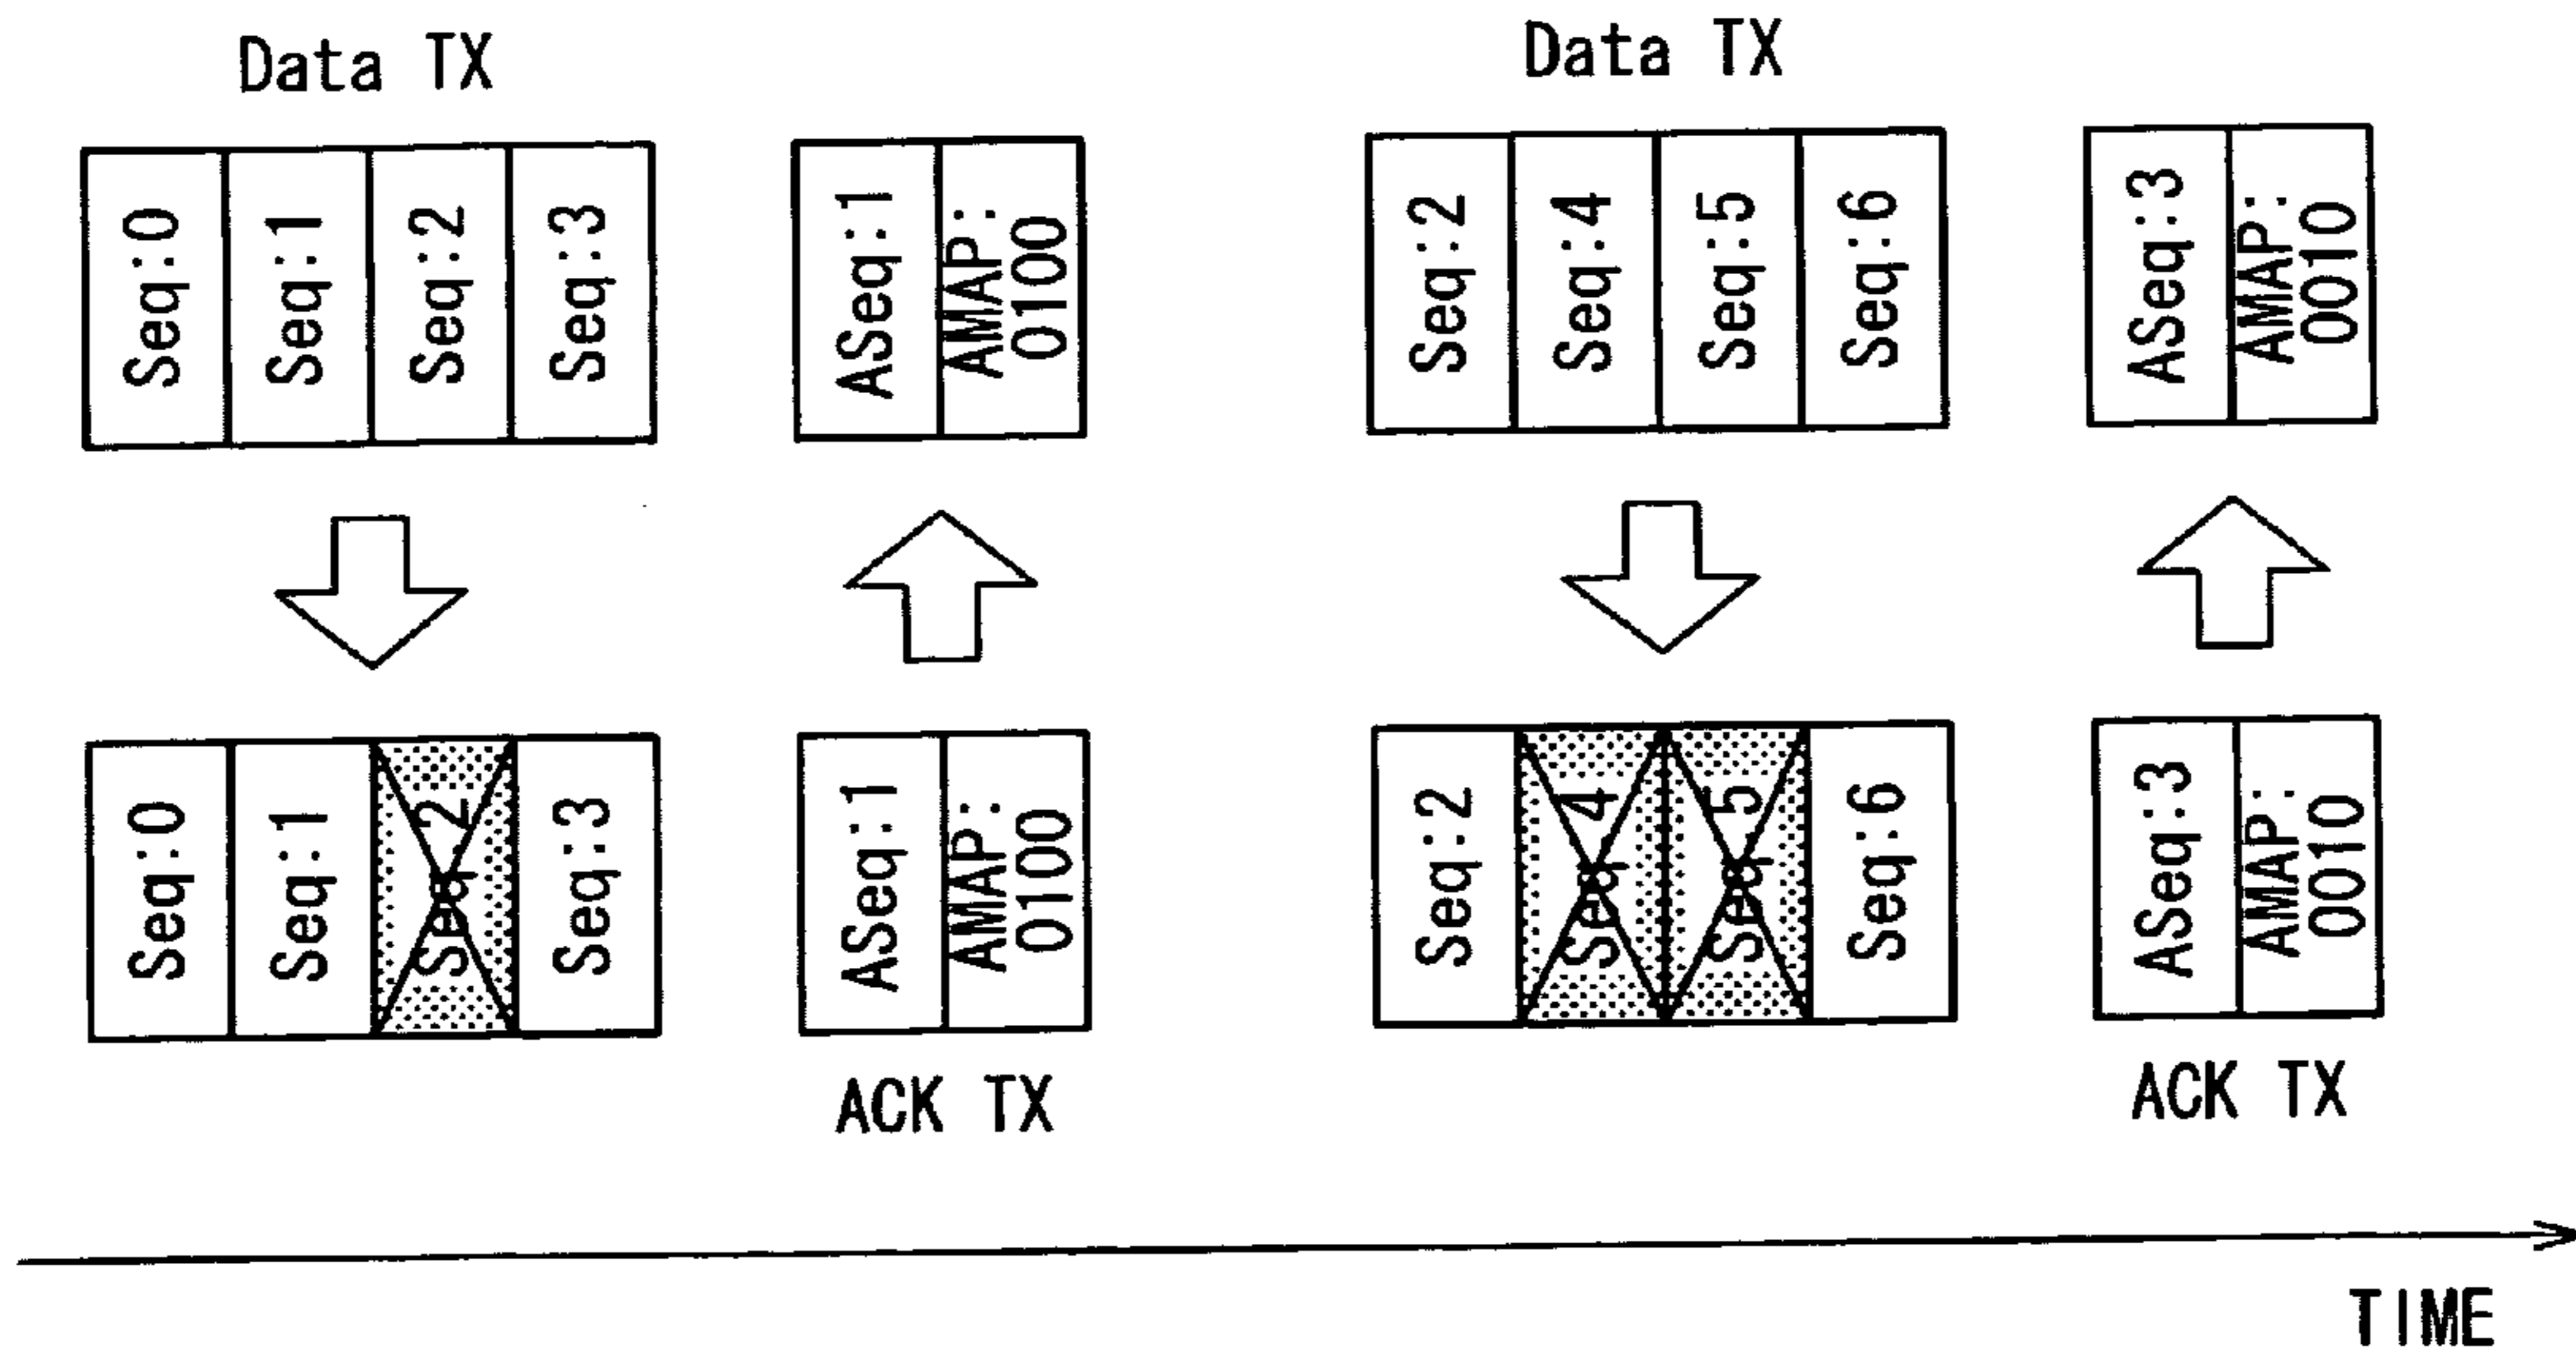 Data TX
Data TX
Seq:0
Seq:1
Seq:2
Seq:3
ASeq:1
AMAP:
0100
Seq:2
Seq:4
Seq:5
Seq:6
ASeq:3
AMAP:
0010
Seq:0
Seq:1
Seq:2
Seq:3
ASeq:1
AMAP:
0100
Seq:2
Seq:4
Seq:5
Seq:6
ASeq:3
AMAP:
0010
ACK TX
ACK TX
TIME